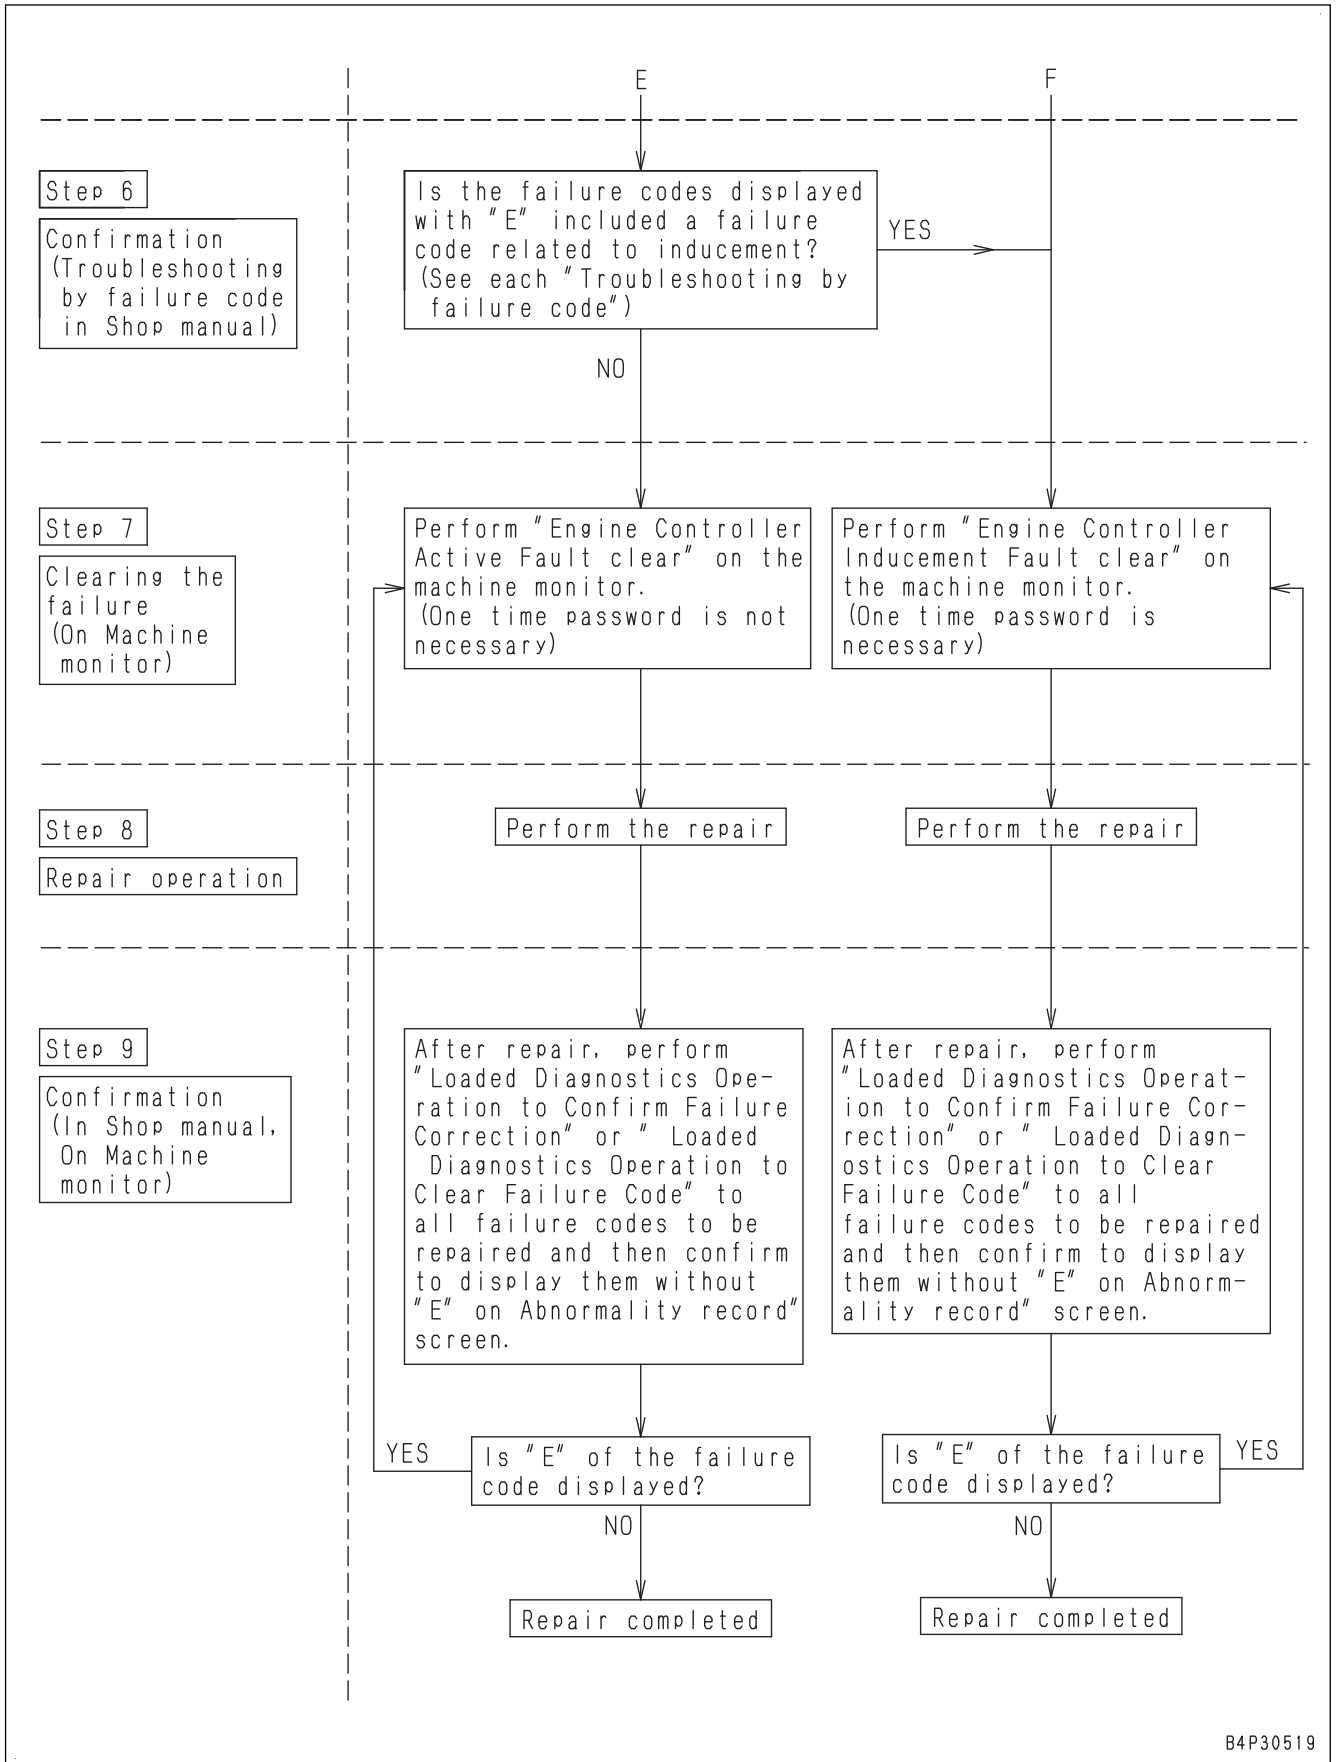 E
F
Step 6
Confirmation
(Troubleshooting
by failure code
in Shop manual)
Is the failure codes displayed
with "E" included a failure
code related to inducement?
(See each "Troubleshooting by
failure code")
YES
NO
Step 7
Clearing the
failure
(On Machine
monitor)
Perform "Engine Controller
Active Fault clear" on the
machine monitor.
(One time password is not
necessary)
Perform "Engine Controller
Inducement Fault clear" on
the machine monitor.
(One time password is
necessary)
Step 8
Repair operation
Perform the repair
Perform the repair
Step 9
Confirmation
(In Shop manual,
On Machine
monitor)
After repair, perform
"Loaded Diagnostics Ope-
ration to Confirm Failure
Correction" or " Loaded
Diagnostics Operation to
Clear Failure Code" to
all failure codes to be
repaired and then confirm
to display them without
"E" on Abnormality record"
screen.
After repair, perform
"Loaded Diagnostics Operat-
ion to Confirm Failure Cor-
rection" or " Loaded Diagn-
ostics Operation to Clear
Failure Code" to all
failure codes to be repaired
and then confirm to display
them without "E" on Abnorm-
ality record" screen.
YES
Is "E" of the failure
code displayed?
NO
Is "E" of the failure
code displayed?
YES
NO
Repair completed
Repair completed
B4P30519